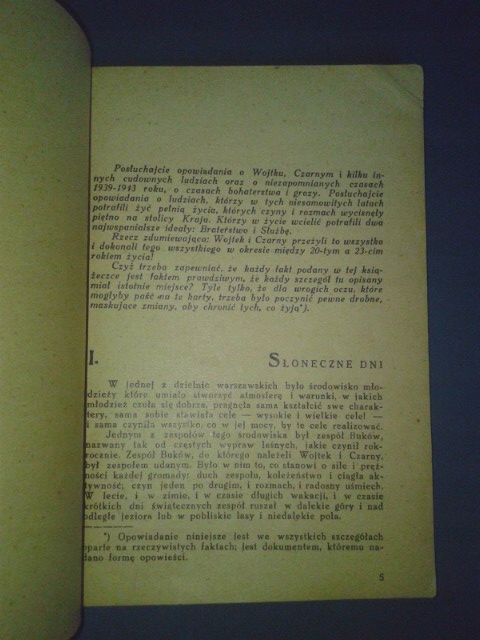 Posłuchajcie opowiadania o Wojtku, Czarnym i kilku in-
nych cudownych ludziach oraz o niezapomnianych czasach
1939-1943 roku, o czasach bohaterstwa i grozy. Posłuchajcie
opowiadania o ludziach, którzy w tych niesamowitych latach
potrafili żyć pełnią życia, których czyny i rozmach wycisnęły
piętno na stolicy Kraju. Którzy w życie wcielić potrafili dwa
najwspanialsze ideały: Braterstwo i Służbę.
Rzecz zdumiewająca: Wojtek i Czarny przeżyli to wszystko
i dokonali tego wszystkiego w okresie między 20-tym a 23-cim
rokiem życia!
Czyż trzeba zapewniać, że każdy fakt podany w tej ksią-
żeczce jest faktem prawdziwym, że każdy szczegół tu opisany
miał istotnie miejsce? Tyle tylko, że dla wrogich oczu, które
mogłyby paść na te karty, trzeba było poczynić pewne drobne,
maskujące zmiany, aby chronić tych, co żyją*).
I. SŁONECZNE DNI
W jednej z dzielnic warszawskich było środowisko mło-
dzieży które umiało stworzyć atmosferę i warunki, w jakich
młodzież czuła się dobrze, pragnęła sama kształcić swe charak-
tery, sama sobie stawiała cele — wysokie i wielkie cele! —
i sama czyniła wszystko, co w jej mocy, by te cele realizować.
Jednym z zespołów tego środowiska był zespół Buków,
nazwany tak od częstych wypraw leśnych, jakie czynił rok-
rocznie. Zespół Buków, do którego należeli Wojtek i Czarny,
był zespołem udanym. Było w nim to, co stanowi o sile i pręż-
ności każdej gromady: duch zespołu, koleżeństwo i ciągła ak-
tywność; czyn jeden po drugim, i rozmach, i radosny uśmiech.
W lecie, i w zimie, i w czasie długich wakacji, i w czasie
krótkich dni świątecznych zespół ruszał w dalekie góry i nad
odległe jeziora lub w pobliskie lasy i niedalekie pola.
*) Opowiadanie niniejsze jest we wszystkich szczegółach
oparte na rzeczywistych faktach; jest dokumentem, któremu na-
dano formę opowieści.
5